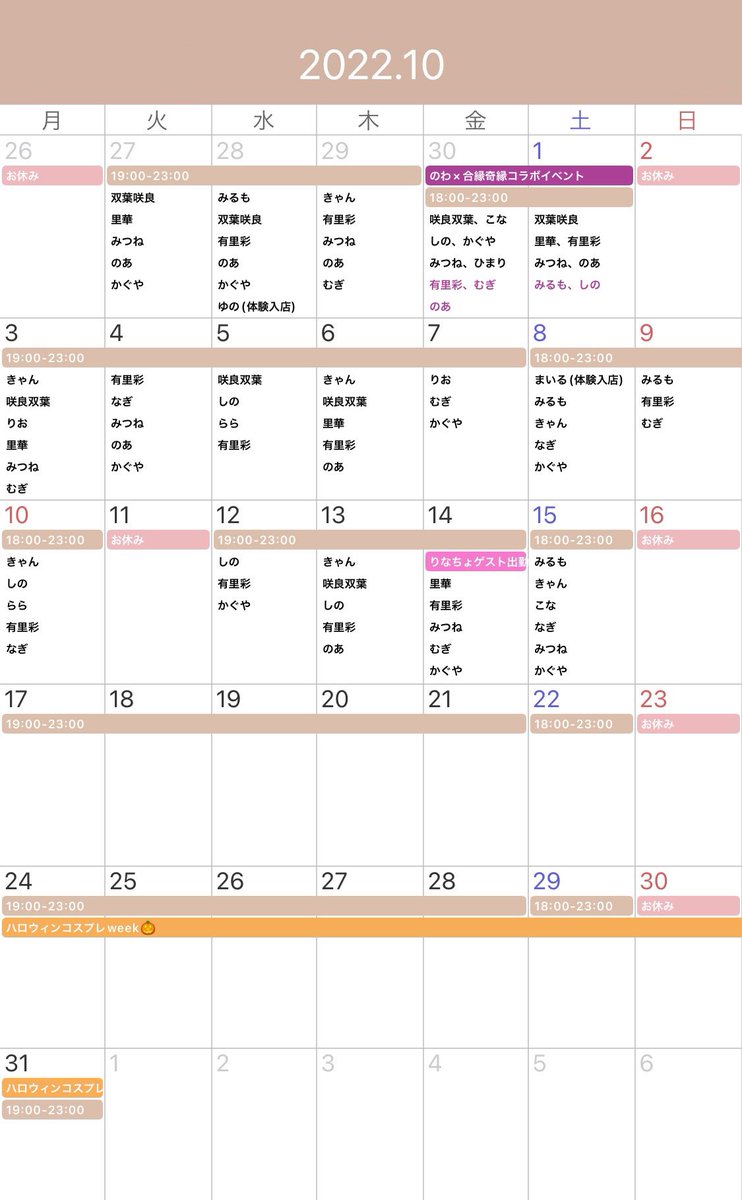 2022.10
月 火 水 木 金 土 日
26 27 28 29 30 1 2
お休み 19:00-23:00 のわ×合縁奇縁コラボイベント お休み
18:00-23:00
双葉咲良 みるも きゃん 咲良双葉、こな 双葉咲良
里華 双葉咲良 有里彩 しの、かぐや 里華、有里彩
みつね 有里彩 みつね みつね、ひまり みつね、のあ
のあ のあ のあ 有里彩、むぎ みるも、しの
かぐや かぐや むぎ のあ
ゆの(体験入店)
3 4 5 6 7 8 9
19:00-23:00 18:00-23:00
きゃん 有里彩 咲良双葉 きゃん りお まいる(体験入店) みるも
咲良双葉 なぎ しの 咲良双葉 むぎ みるも 有里彩
りお みつね らら 里華 かぐや きゃん むぎ
里華 のあ 有里彩 有里彩 なぎ
みつね かぐや のあ かぐや
むぎ
10 11 12 13 14 15 16
18:00-23:00 お休み 19:00-23:00 18:00-23:00 お休み
きゃん しの きゃん りなちょゲスト出勤 みるも
しの 有里彩 咲良双葉 里華 きゃん
らら かぐや しの 有里彩 こな
有里彩 有里彩 みつね なぎ
なぎ のあ むぎ みつね
かぐや かぐや
17 18 19 20 21 22 23
19:00-23:00 18:00-23:00 お休み
24 25 26 27 28 29 30
19:00-23:00 18:00-23:00 お休み
ハロウィンコスプレweek🎃
31 1 2 3 4 5 6
ハロウィンコスプレ
19:00-23:00